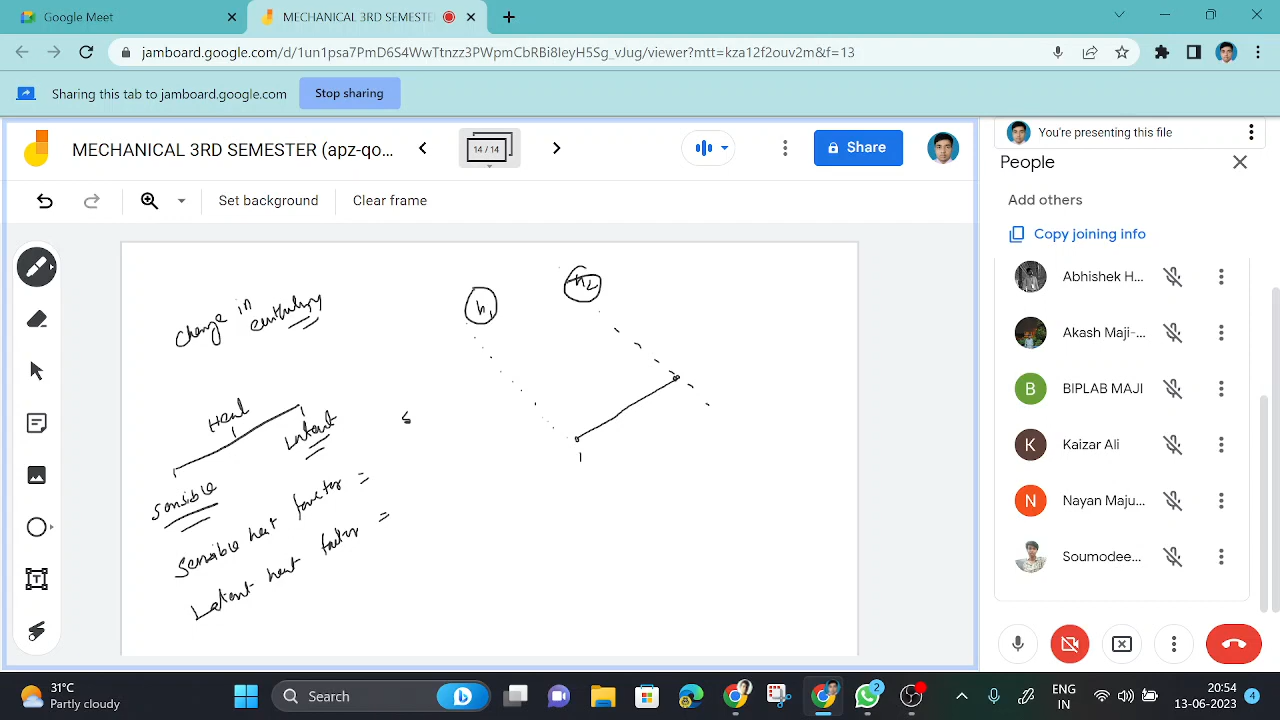 Google Meet
MECHANICAL 3RD SEMESTE
jamboard.google.com/d/1un1psa7PmD6S4WwTtnzz3PWpmCbRBi8leyH5Sg_vJug/viewer?mtt=kza12f2ouv2m&f=13
Sharing this tab to jamboard.google.com
Stop sharing
MECHANICAL 3RD SEMESTER (apz-qo...
14 / 14
Share
You're presenting this file
People
Set background
Clear frame
Add others
Copy joining info
Change in
enthalpy
h1
h2
Heat
Latent
s
1
Sensible
Sensible heat factor =
Latent heat factor =
Abhishek H...
Akash Maji-...
B
BIPLAB MAJI
K
Kaizar Ali
N
Nayan Maju...
Soumodee...
T
31°C
Partly cloudy
Search
2
ENG
IN
20:54
13-06-2023
4